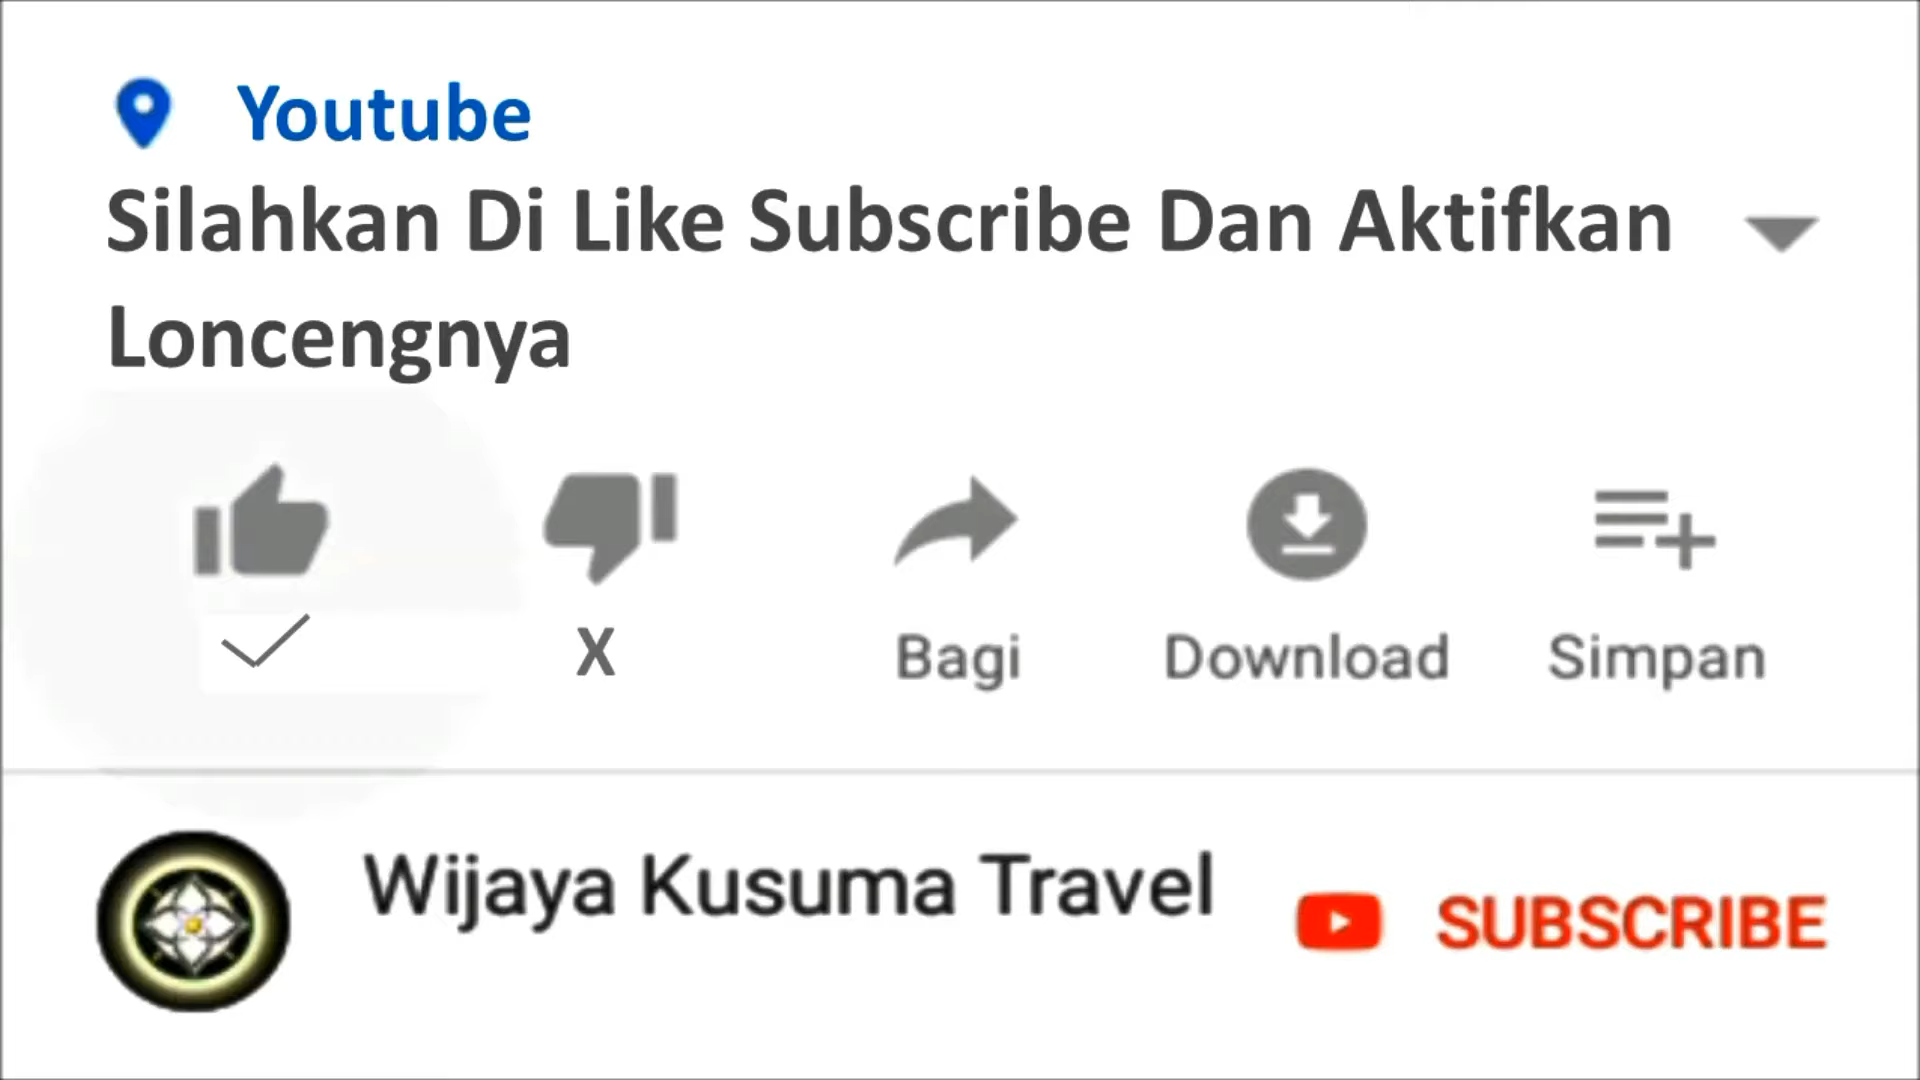 Youtube
Silahkan Di Like Subscribe Dan Aktifkan
Loncengnya
X
Bagi
Download
Simpan
Wijaya Kusuma Travel
SUBSCRIBE